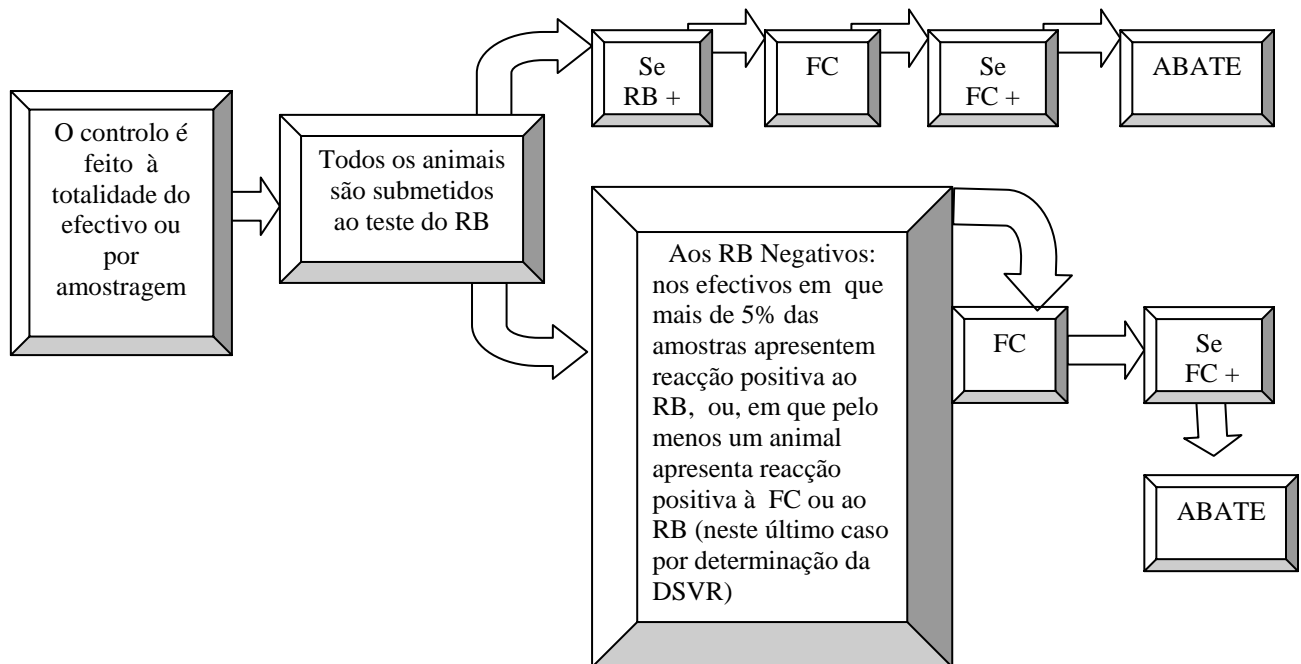 O controlo é
feito à
totalidade do
efectivo ou
por
amostragem
Todos os animais
são submetidos
ao teste do RB
Se
RB +
FC
Se
FC +
ABATE
Aos RB Negativos:
nos efectivos em que
mais de 5% das
amostras apresentem
reacção positiva ao
RB, ou, em que pelo
menos um animal
apresenta reacção
positiva à FC ou ao
RB (neste último caso
por determinação da
DSVR)
FC
Se
FC +
ABATE